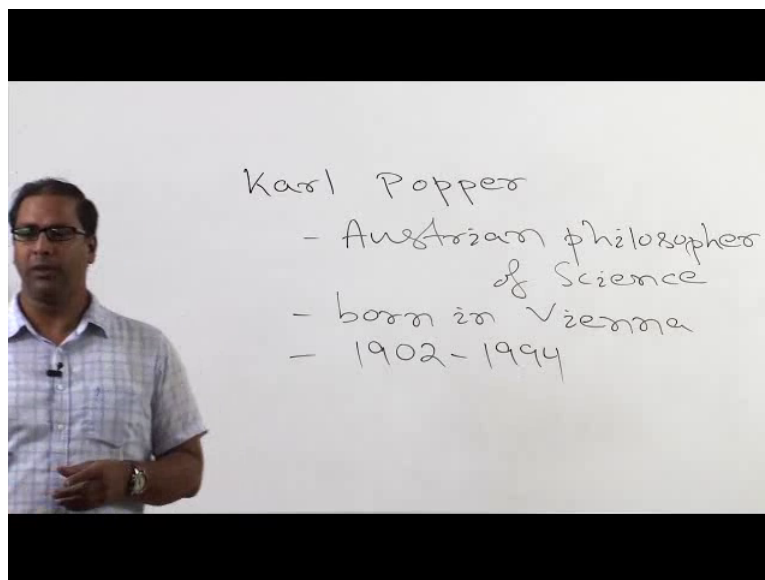 Karl Popper
- Austrian philosopher
of Science
- born in Vienna
- 1902-1994